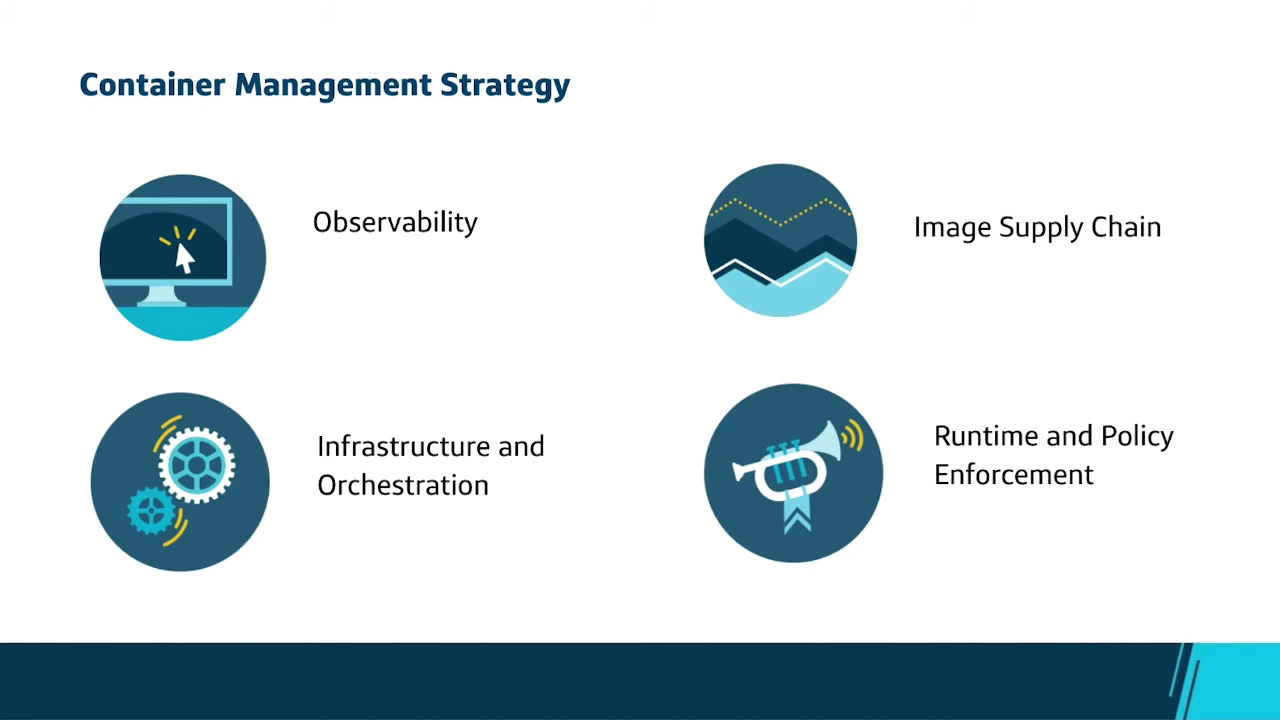 Container Management Strategy
Observability
Image Supply Chain
Infrastructure and
Orchestration
Runtime and Policy
Enforcement